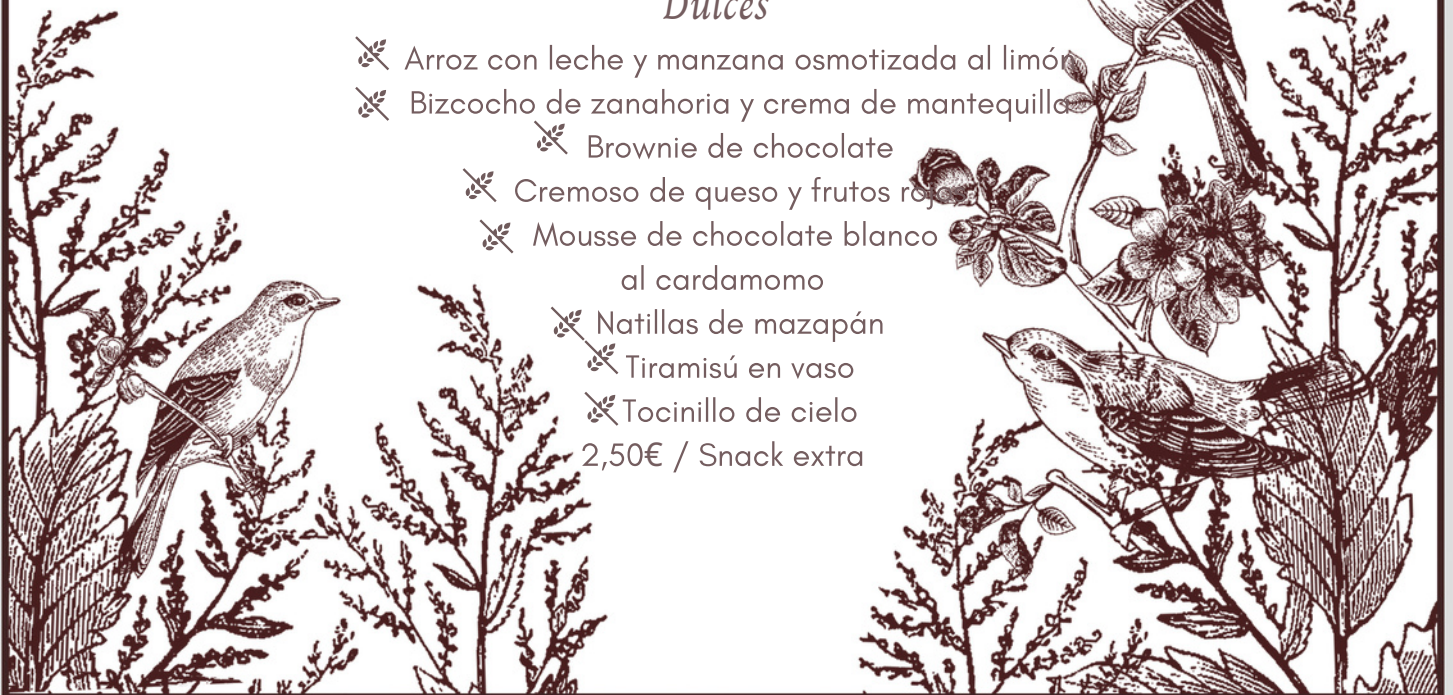 Dulces
Arroz con leche y manzana osmotizada al limón
Bizcocho de zanahoria y crema de mantequilla
Brownie de chocolate
Cremoso de queso y frutos rojos
Mousse de chocolate blanco
al cardamomo
Natillas de mazapán
Tiramisú en vaso
Tocinillo de cielo
2,50€ / Snack extra